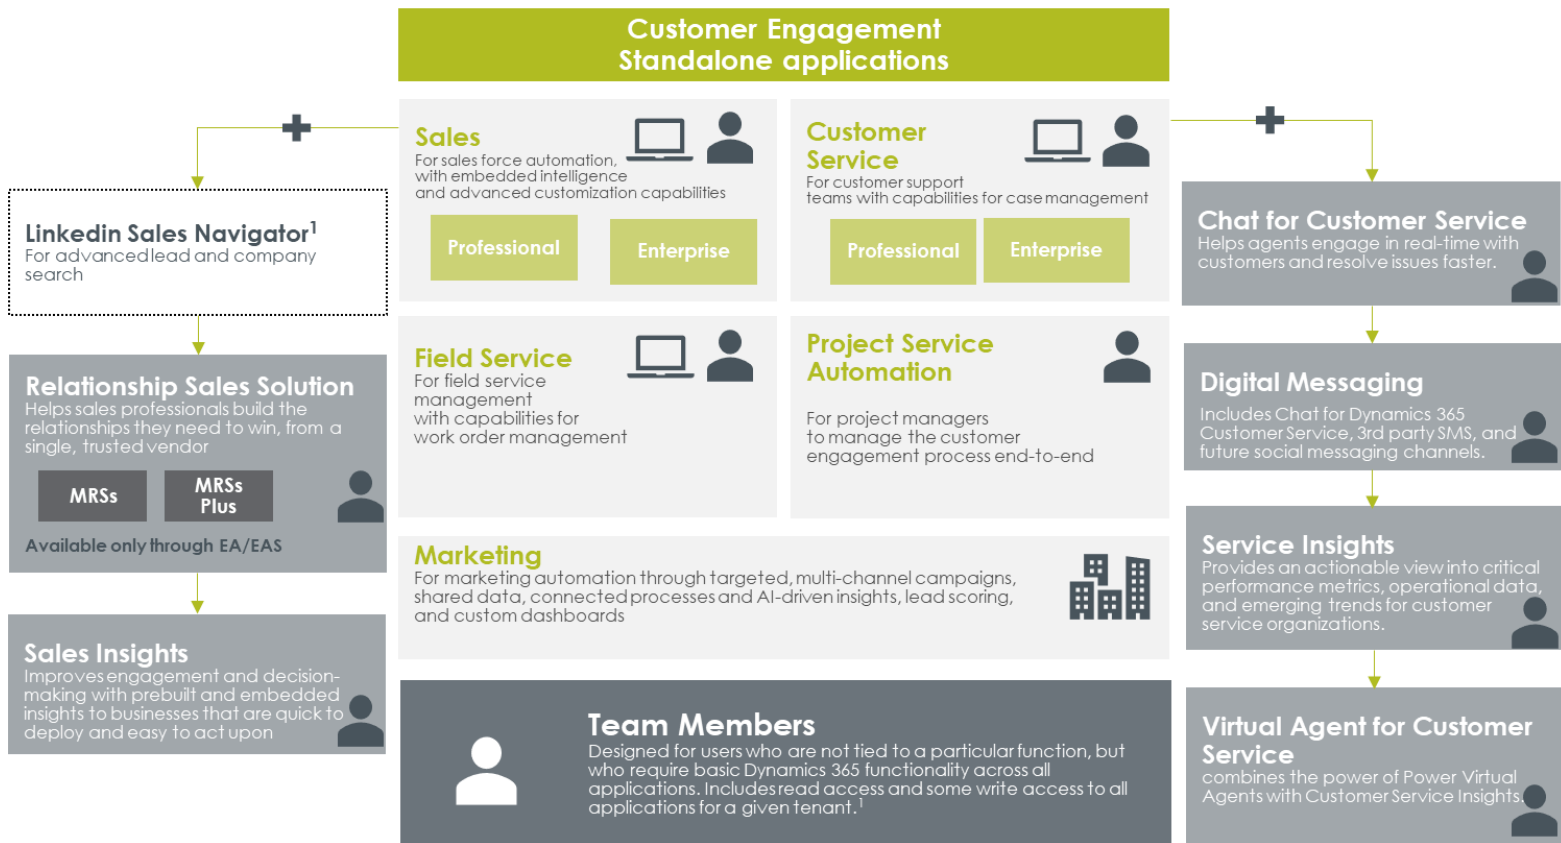 Customer Engagement
Standalone applications
Sales
For sales force automation,
with embedded intelligence
and advanced customization capabilities
Professional
Enterprise
Customer
Service
For customer support
teams with capabilities for case management
Professional
Enterprise
Linkedin Sales Navigator¹
For advanced lead and company
search
Relationship Sales Solution
Helps sales professionals build the
relationships they need to win, from a
single, trusted vendor
MRSs
MRSs
Plus
Available only through EA/EAS
Sales Insights
Improves engagement and decision-
making with prebuilt and embedded
insights to businesses that are quick to
deploy and easy to act upon
Field Service
For field service
management
with capabilities for
work order management
Project Service
Automation
For project managers
to manage the customer
engagement process end-to-end
Marketing
For marketing automation through targeted, multi-channel campaigns,
shared data, connected processes and AI-driven insights, lead scoring,
and custom dashboards
Team Members
Designed for users who are not tied to a particular function, but
who require basic Dynamics 365 functionality across all
applications. Includes read access and some write access to all
applications for a given tenant.¹
Chat for Customer Service
Helps agents engage in real-time with
customers and resolve issues faster.
Digital Messaging
Includes Chat for Dynamics 365
Customer Service, 3rd party SMS, and
future social messaging channels.
Service Insights
Provides an actionable view into critical
performance metrics, operational data,
and emerging trends for customer
service organizations.
Virtual Agent for Customer
Service
combines the power of Power Virtual
Agents with Customer Service Insights.